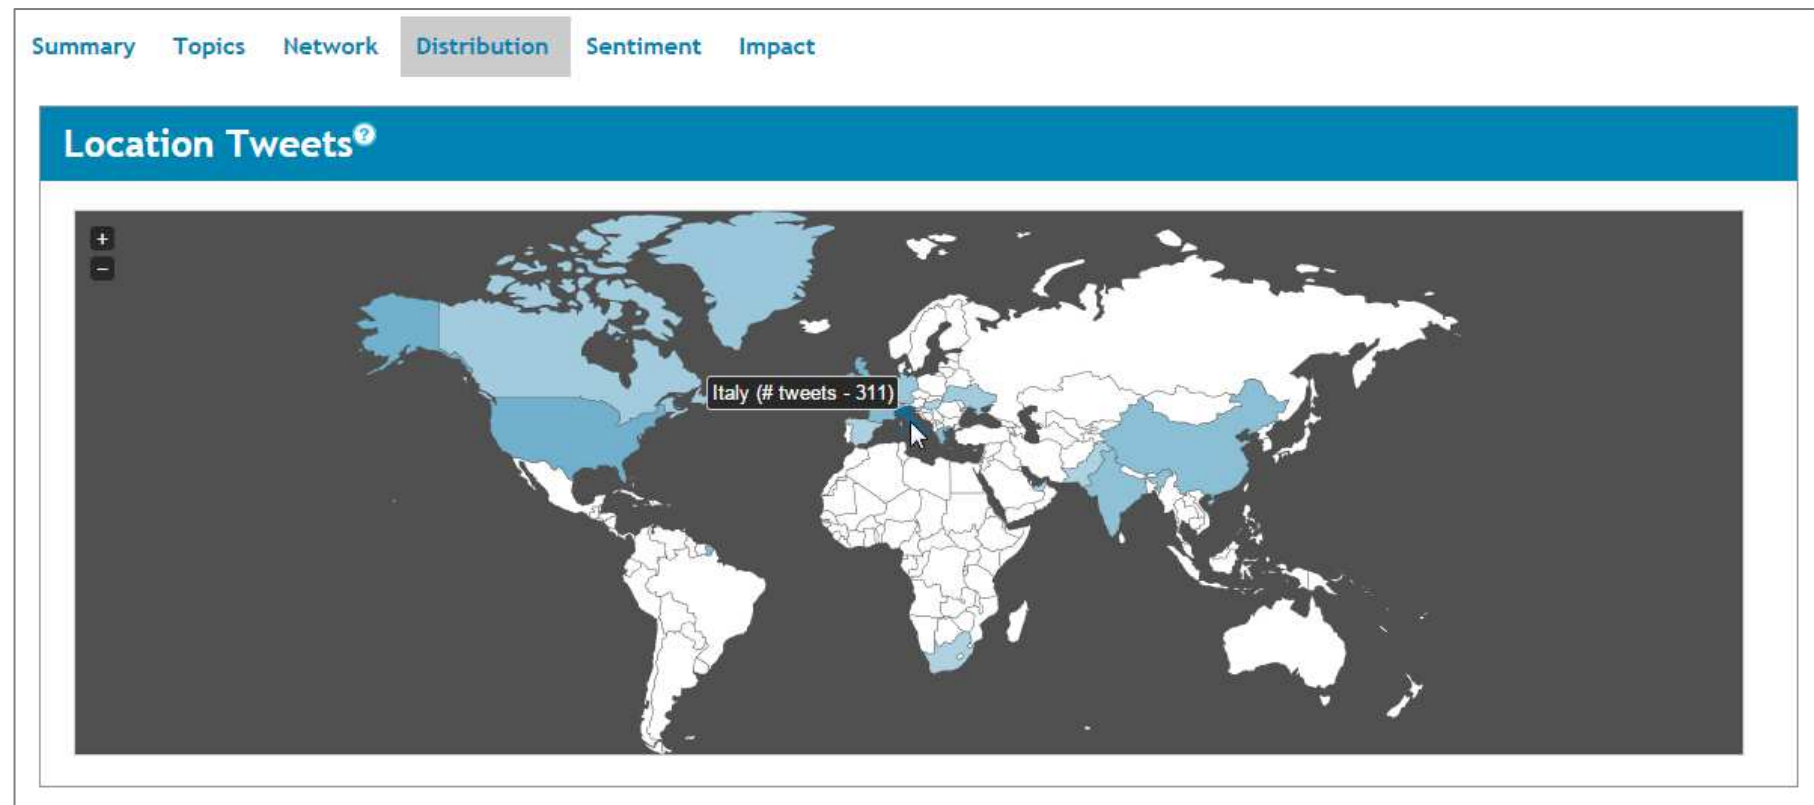 Summary Topics Network Distribution Sentiment Impact
Location Tweets?
+
−
Italy (# tweets - 311)